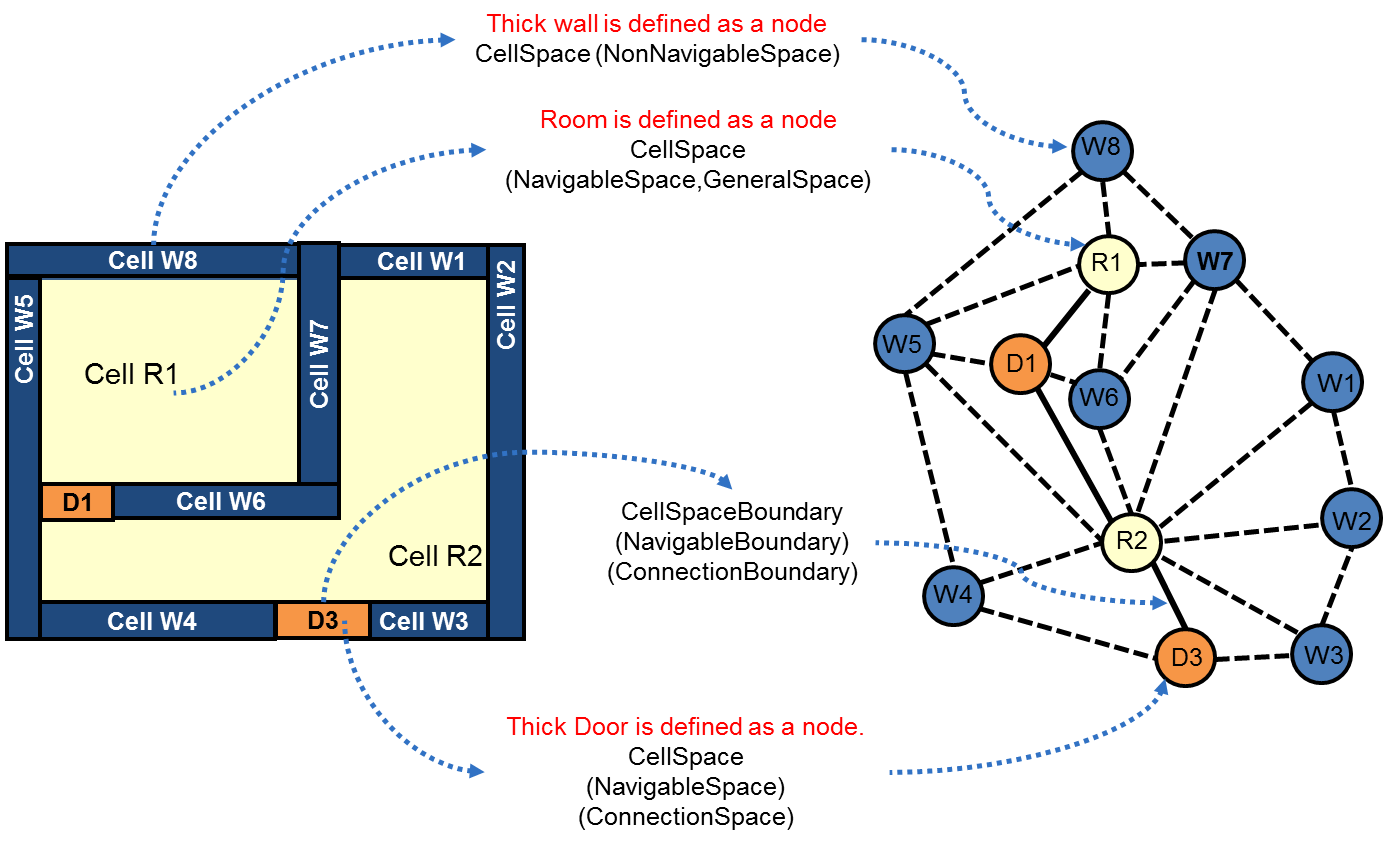 Thick wall is defined as a node
CellSpace (NonNavigableSpace)
Room is defined as a node
CellSpace
(NavigableSpace,GeneralSpace)
Cell W8
Cell W1
Cell W2
Cell W5
Cell W7
Cell R1
D1
Cell W6
Cell R2
Cell W4
D3
Cell W3
CellSpaceBoundary
(NavigableBoundary)
(ConnectionBoundary)
Thick Door is defined as a node.
CellSpace
(NavigableSpace)
(ConnectionSpace)
W8
R1
W7
W5
D1
W6
W1
W2
R2
W4
D3
W3